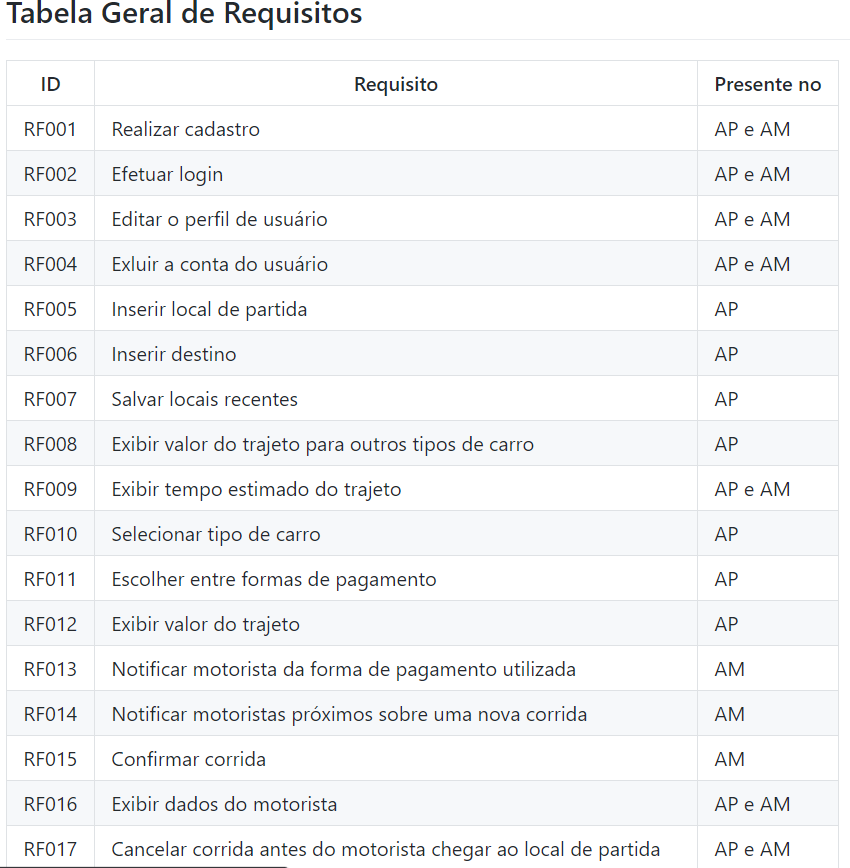 Tabela Geral de Requisitos
ID Requisito Presente no
RF001 Realizar cadastro AP e AM
RF002 Efetuar login AP e AM
RF003 Editar o perfil de usuário AP e AM
RF004 Exluir a conta do usuário AP e AM
RF005 Inserir local de partida AP
RF006 Inserir destino AP
RF007 Salvar locais recentes AP
RF008 Exibir valor do trajeto para outros tipos de carro AP
RF009 Exibir tempo estimado do trajeto AP e AM
RF010 Selecionar tipo de carro AP
RF011 Escolher entre formas de pagamento AP
RF012 Exibir valor do trajeto AP
RF013 Notificar motorista da forma de pagamento utilizada AM
RF014 Notificar motoristas próximos sobre uma nova corrida AM
RF015 Confirmar corrida AM
RF016 Exibir dados do motorista AP e AM
RF017 Cancelar corrida antes do motorista chegar ao local de partida AP e AM